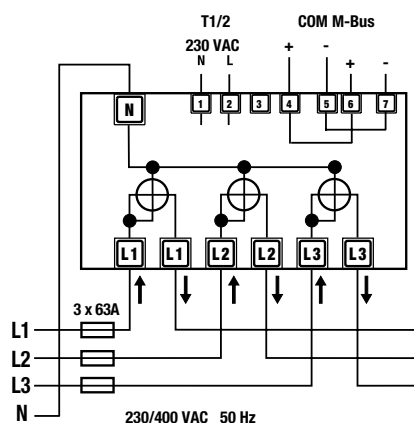 T1/2 COM M-Bus
230 VAC + -
N L + -
N 1 2 3 4 5 6 7
L1 L1 L2 L2 L3 L3
3 x 63A
L1
L2
L3
N
230/400 VAC 50 Hz